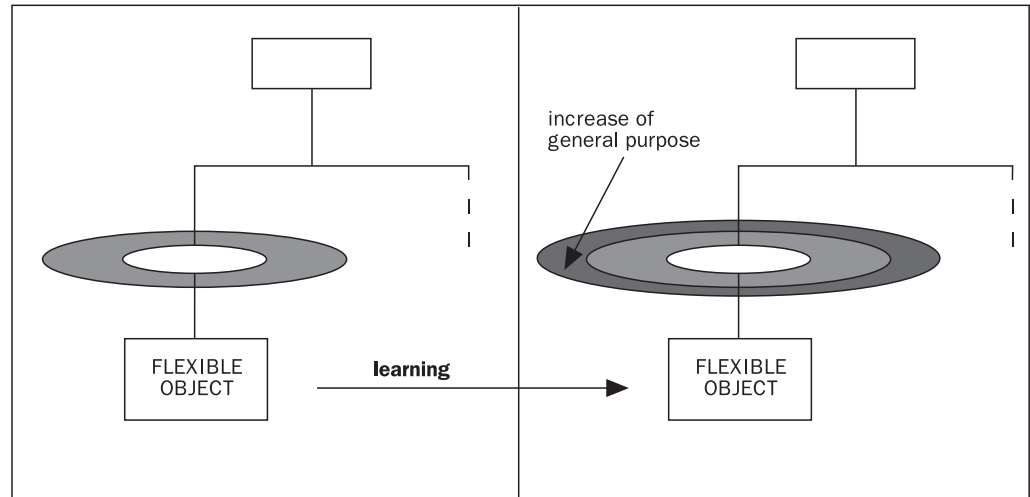 increase of
general purpose
FLEXIBLE
OBJECT
learning
FLEXIBLE
OBJECT